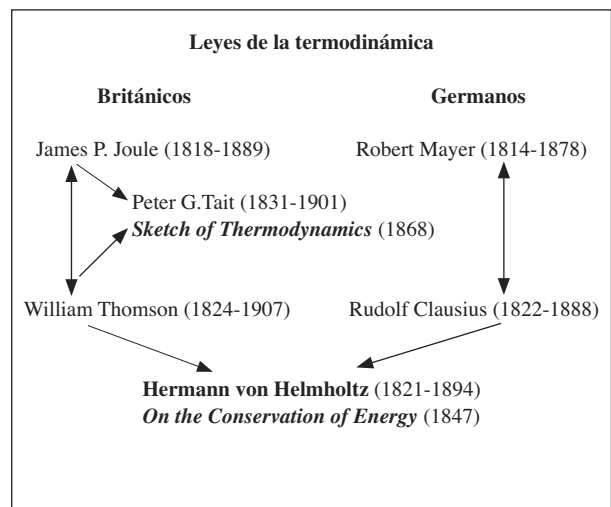 Leyes de la termodinámica
Británicos
Germanos
James P. Joule (1818-1889)
Robert Mayer (1814-1878)
Peter G.Tait (1831-1901)
Sketch of Thermodynamics (1868)
William Thomson (1824-1907)
Rudolf Clausius (1822-1888)
Hermann von Helmholtz (1821-1894)
On the Conservation of Energy (1847)